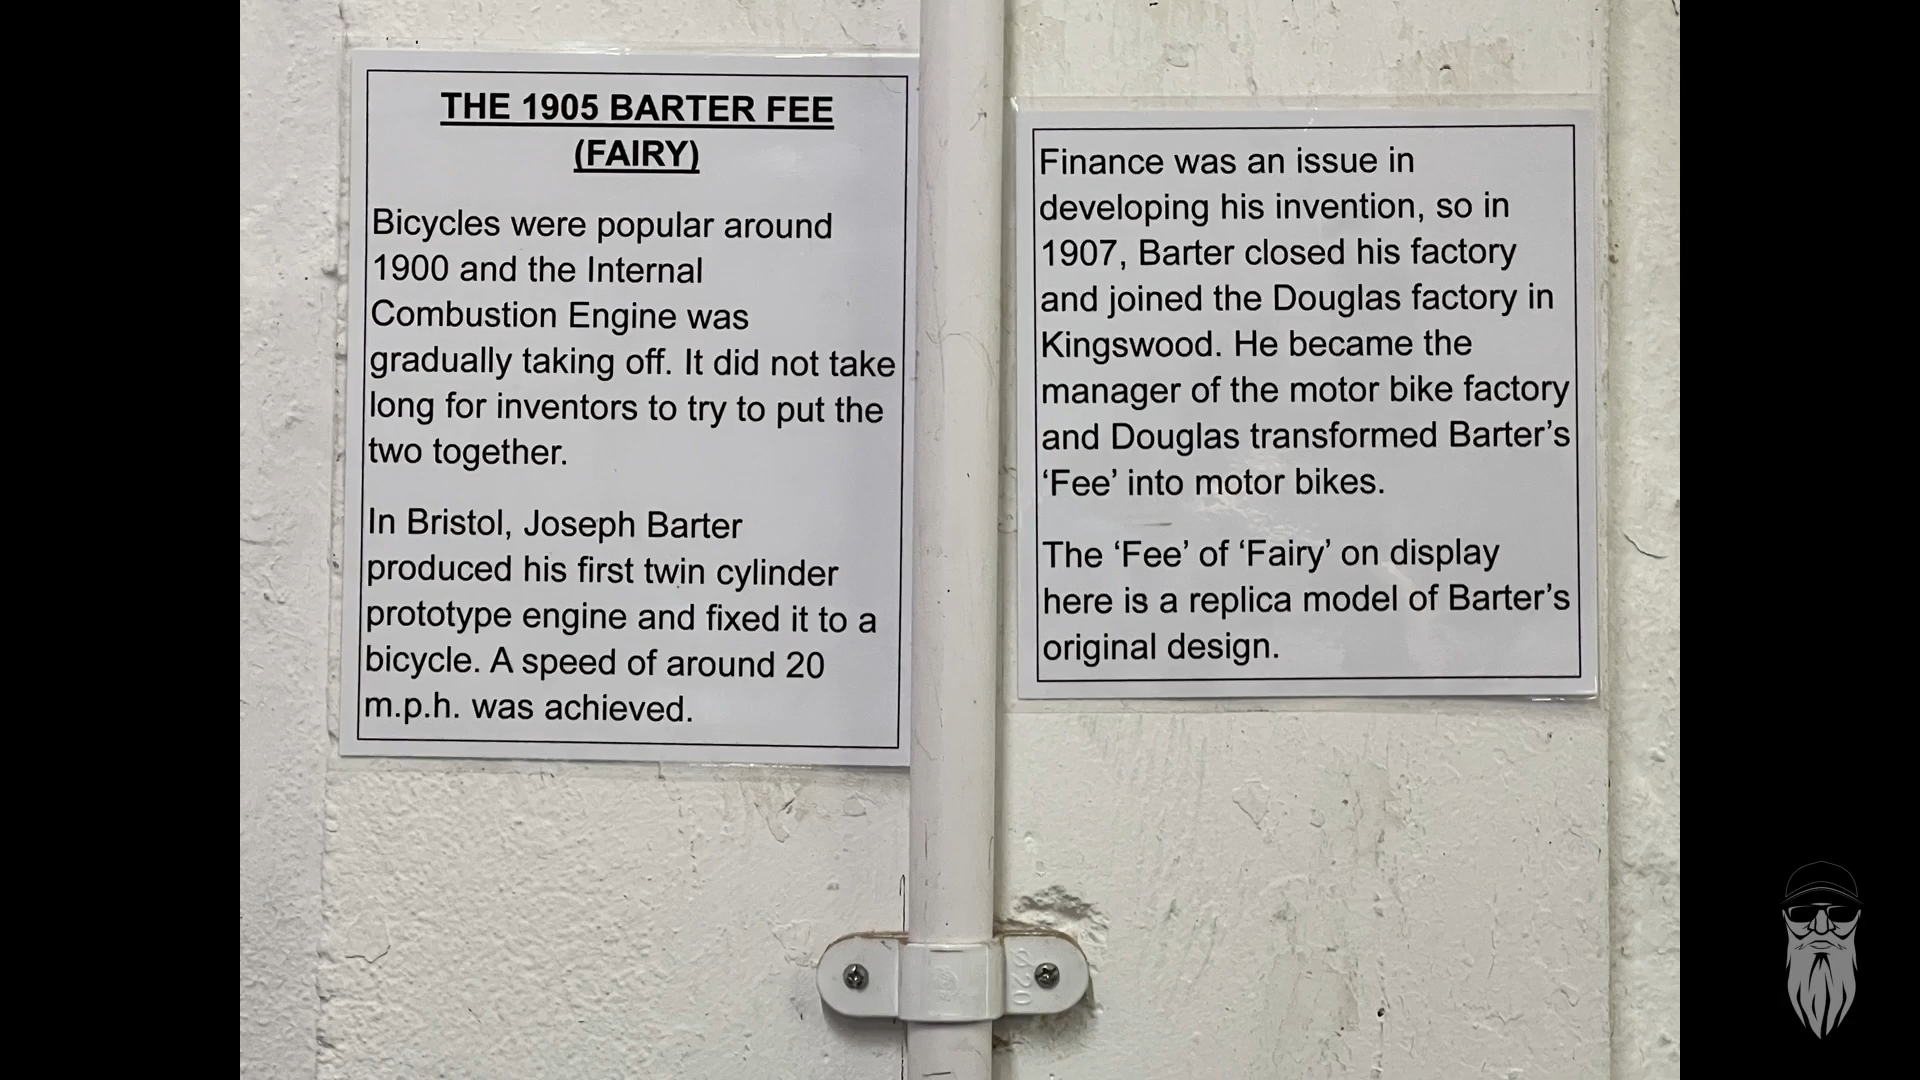 THE 1905 BARTER FEE
(FAIRY)
Bicycles were popular around
1900 and the Internal
Combustion Engine was
gradually taking off. It did not take
long for inventors to try to put the
two together.
In Bristol, Joseph Barter
produced his first twin cylinder
prototype engine and fixed it to a
bicycle. A speed of around 20
m.p.h. was achieved.
Finance was an issue in
developing his invention, so in
1907, Barter closed his factory
and joined the Douglas factory in
Kingswood. He became the
manager of the motor bike factory
and Douglas transformed Barter’s
‘Fee’ into motor bikes.
The ‘Fee’ of ‘Fairy’ on display
here is a replica model of Barter’s
original design.